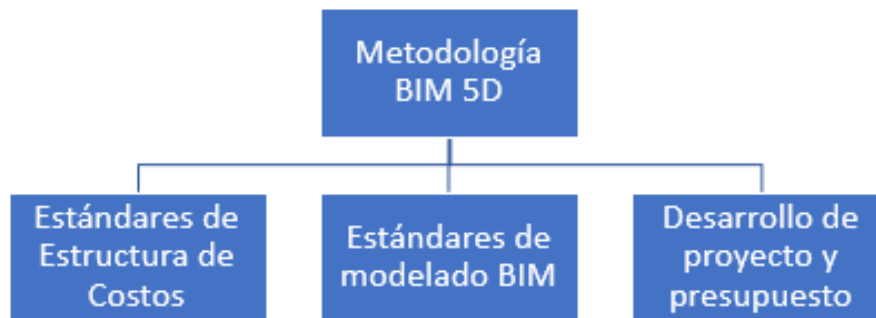 Metodología
BIM 5D
Estándares de
Estructura de
Costos
Estándares de
modelado BIM
Desarrollo de
proyecto y
presupuesto